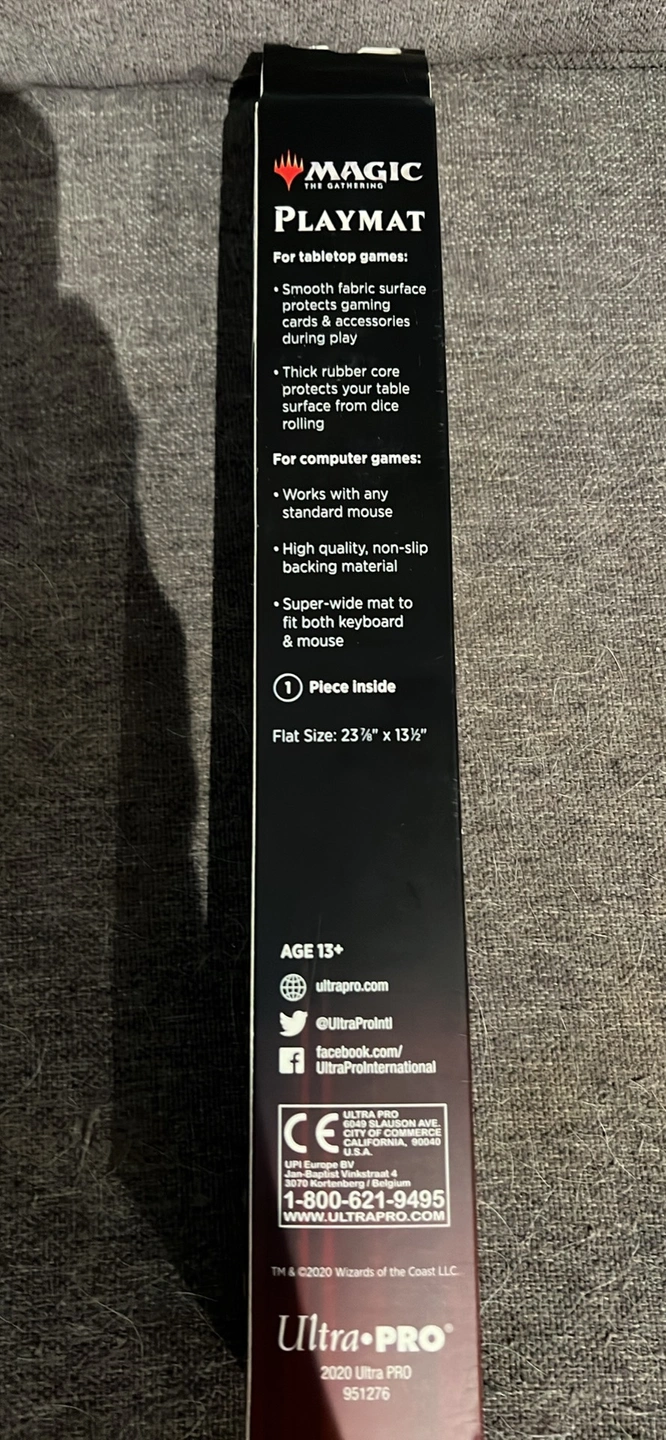 MAGIC
THE GATHERING
PLAYMAT
For tabletop games:
• Smooth fabric surface
protects gaming
cards & accessories
during play
• Thick rubber core
protects your table
surface from dice
rolling
For computer games:
• Works with any
standard mouse
• High quality, non-slip
backing material
• Super-wide mat to
fit both keyboard
& mouse
1 Piece inside
Flat Size: 23⅞" x 13½"
AGE 13+
ultrapro.com
@UltraProIntl
facebook.com/
UltraProInternational
CE
ULTRA PRO
6049 SLAUSON AVE.
CITY OF COMMERCE
CALIFORNIA, 90040
U.S.A.
UPI Europe BV
Jan-Baptist Vinkstraat 4
3070 Kortenberg / Belgium
1-800-621-9495
WWW.ULTRAPRO.COM
TM & ©2020 Wizards of the Coast LLC.
Ultra•PRO®
2020 Ultra PRO
951276